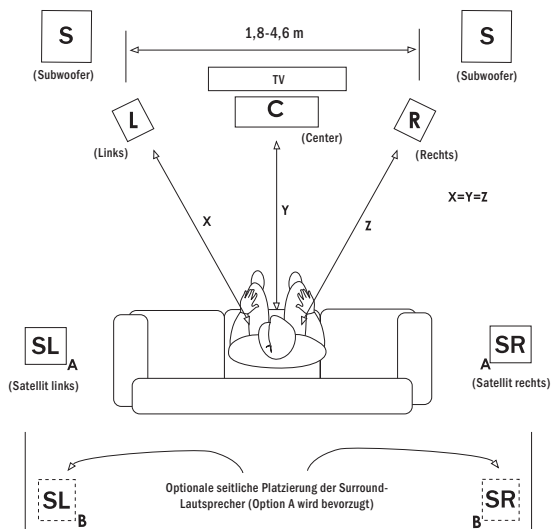 S
1,8-4,6 m
S
(Subwoofer)
(Subwoofer)
TV
C
L
R
(Center)
(Links)
(Rechts)
X=Y=Z
X
Y
Z
SL
A
A
SR
(Satellit links)
(Satellit rechts)
Optionale seitliche Platzierung der Surround-
Lautsprecher (Option A wird bevorzugt)
SL
B
B
SR